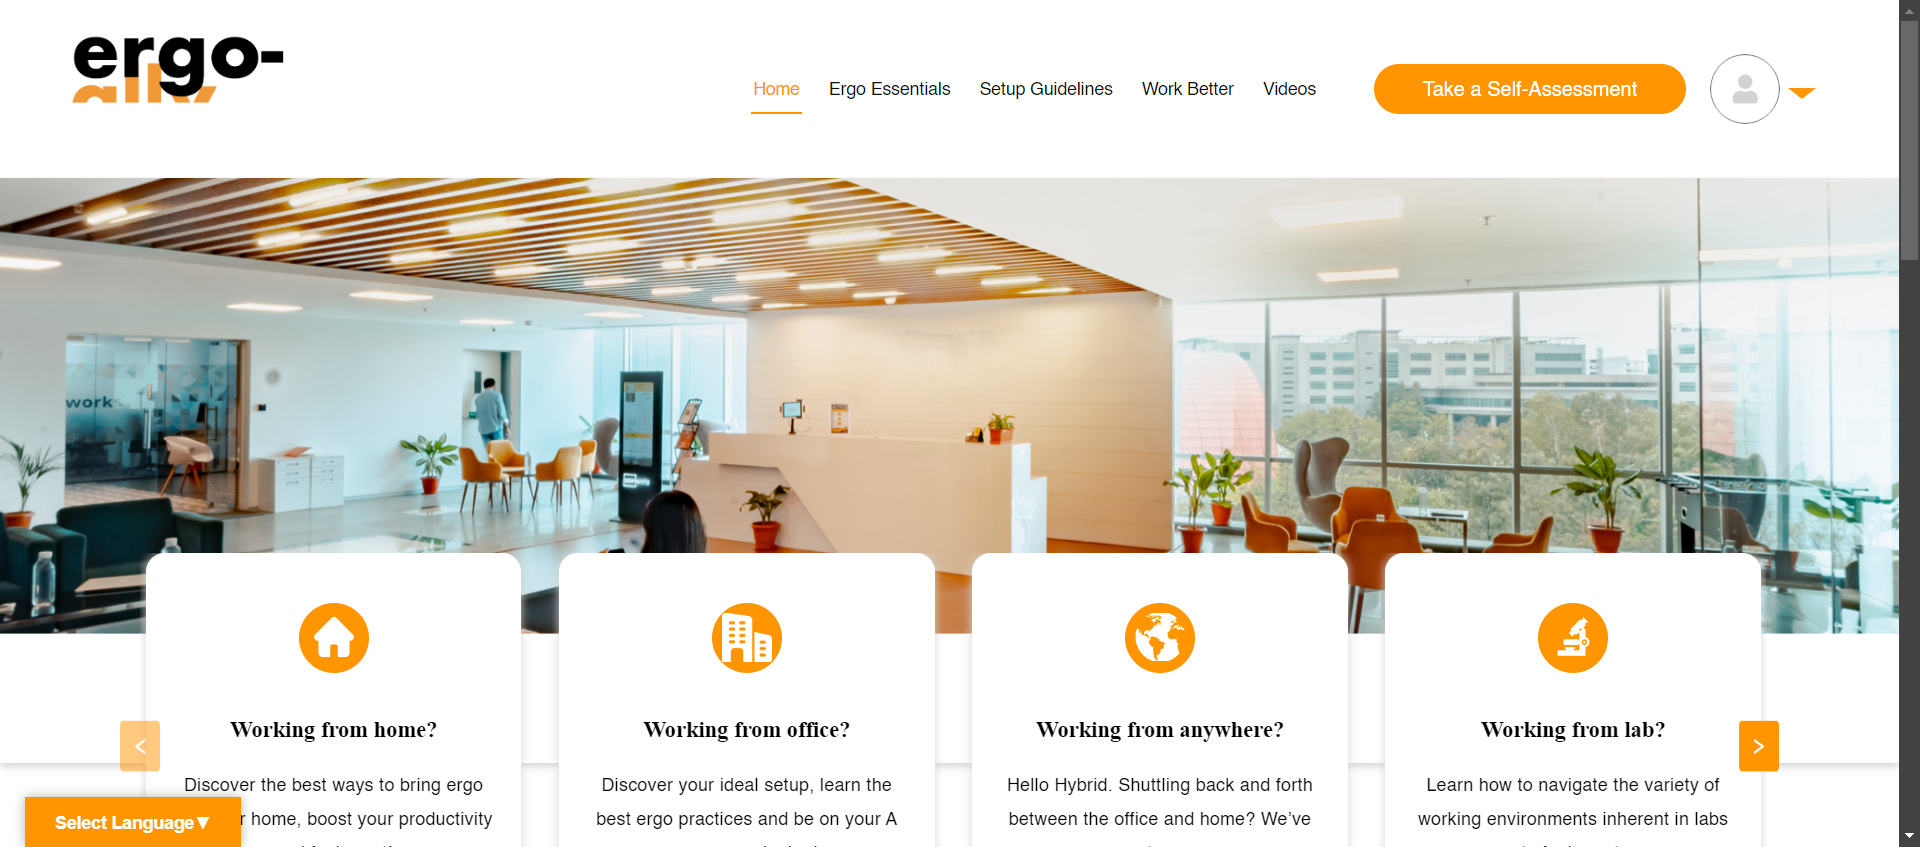 ergo-
ally
Home
Ergo Essentials
Setup Guidelines
Work Better
Videos
Take a Self-Assessment
works
Working from home?
Discover the best ways to bring ergo
r home, boost your productivity
Working from office?
Discover your ideal setup, learn the
best ergo practices and be on your A
Working from anywhere?
Hello Hybrid. Shuttling back and forth
between the office and home? We’ve
Working from lab?
Learn how to navigate the variety of
working environments inherent in labs
Select Language▼